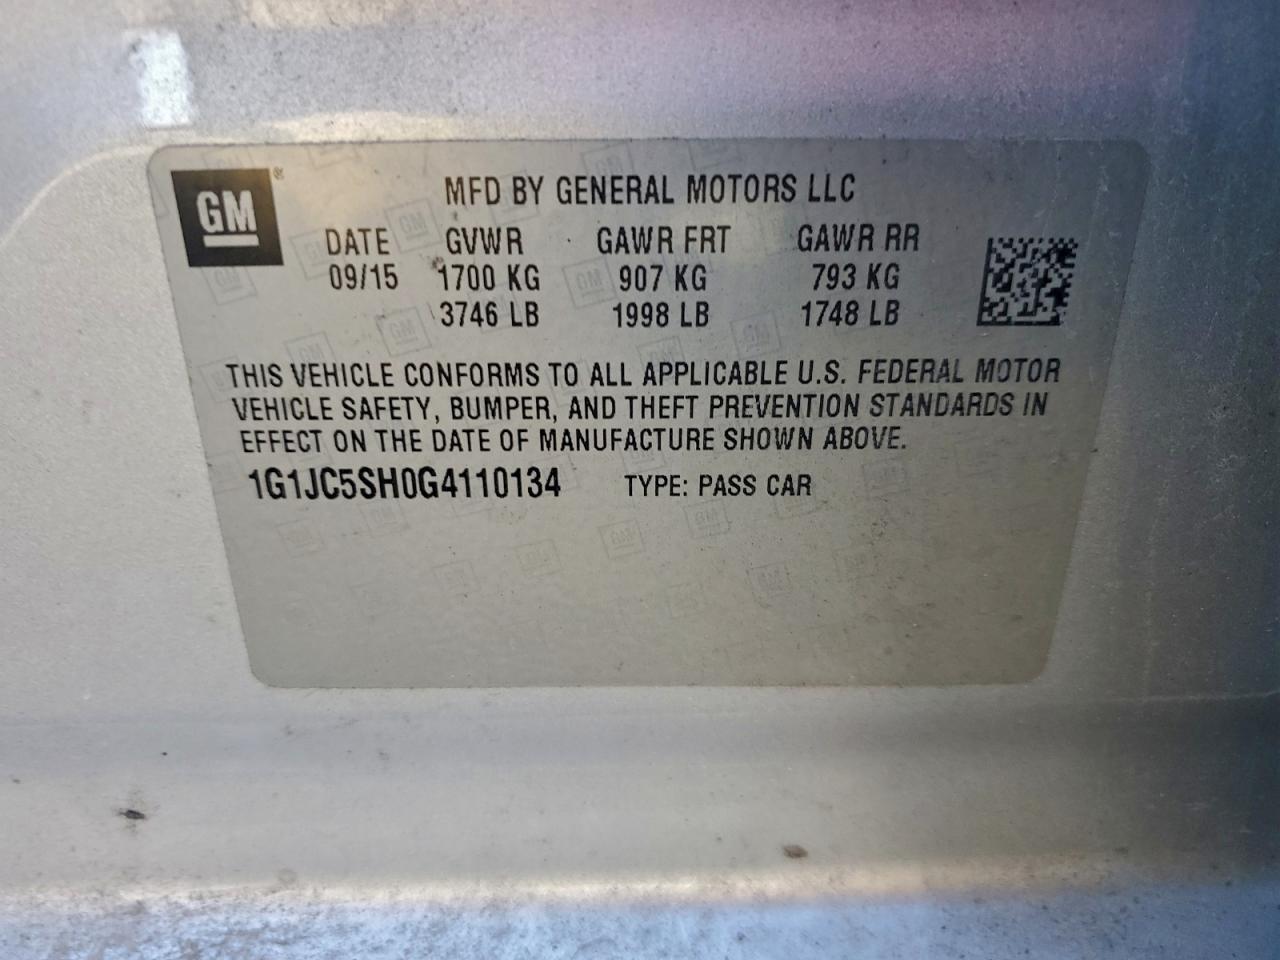 GM®
MFD BY GENERAL MOTORS LLC
DATE GVWR GAWR FRT GAWR RR
09/15 1700 KG 907 KG 793 KG
3746 LB 1998 LB 1748 LB
THIS VEHICLE CONFORMS TO ALL APPLICABLE U.S. FEDERAL MOTOR
VEHICLE SAFETY, BUMPER, AND THEFT PREVENTION STANDARDS IN
EFFECT ON THE DATE OF MANUFACTURE SHOWN ABOVE.
1G1JC5SH0G4110134 TYPE: PASS CAR